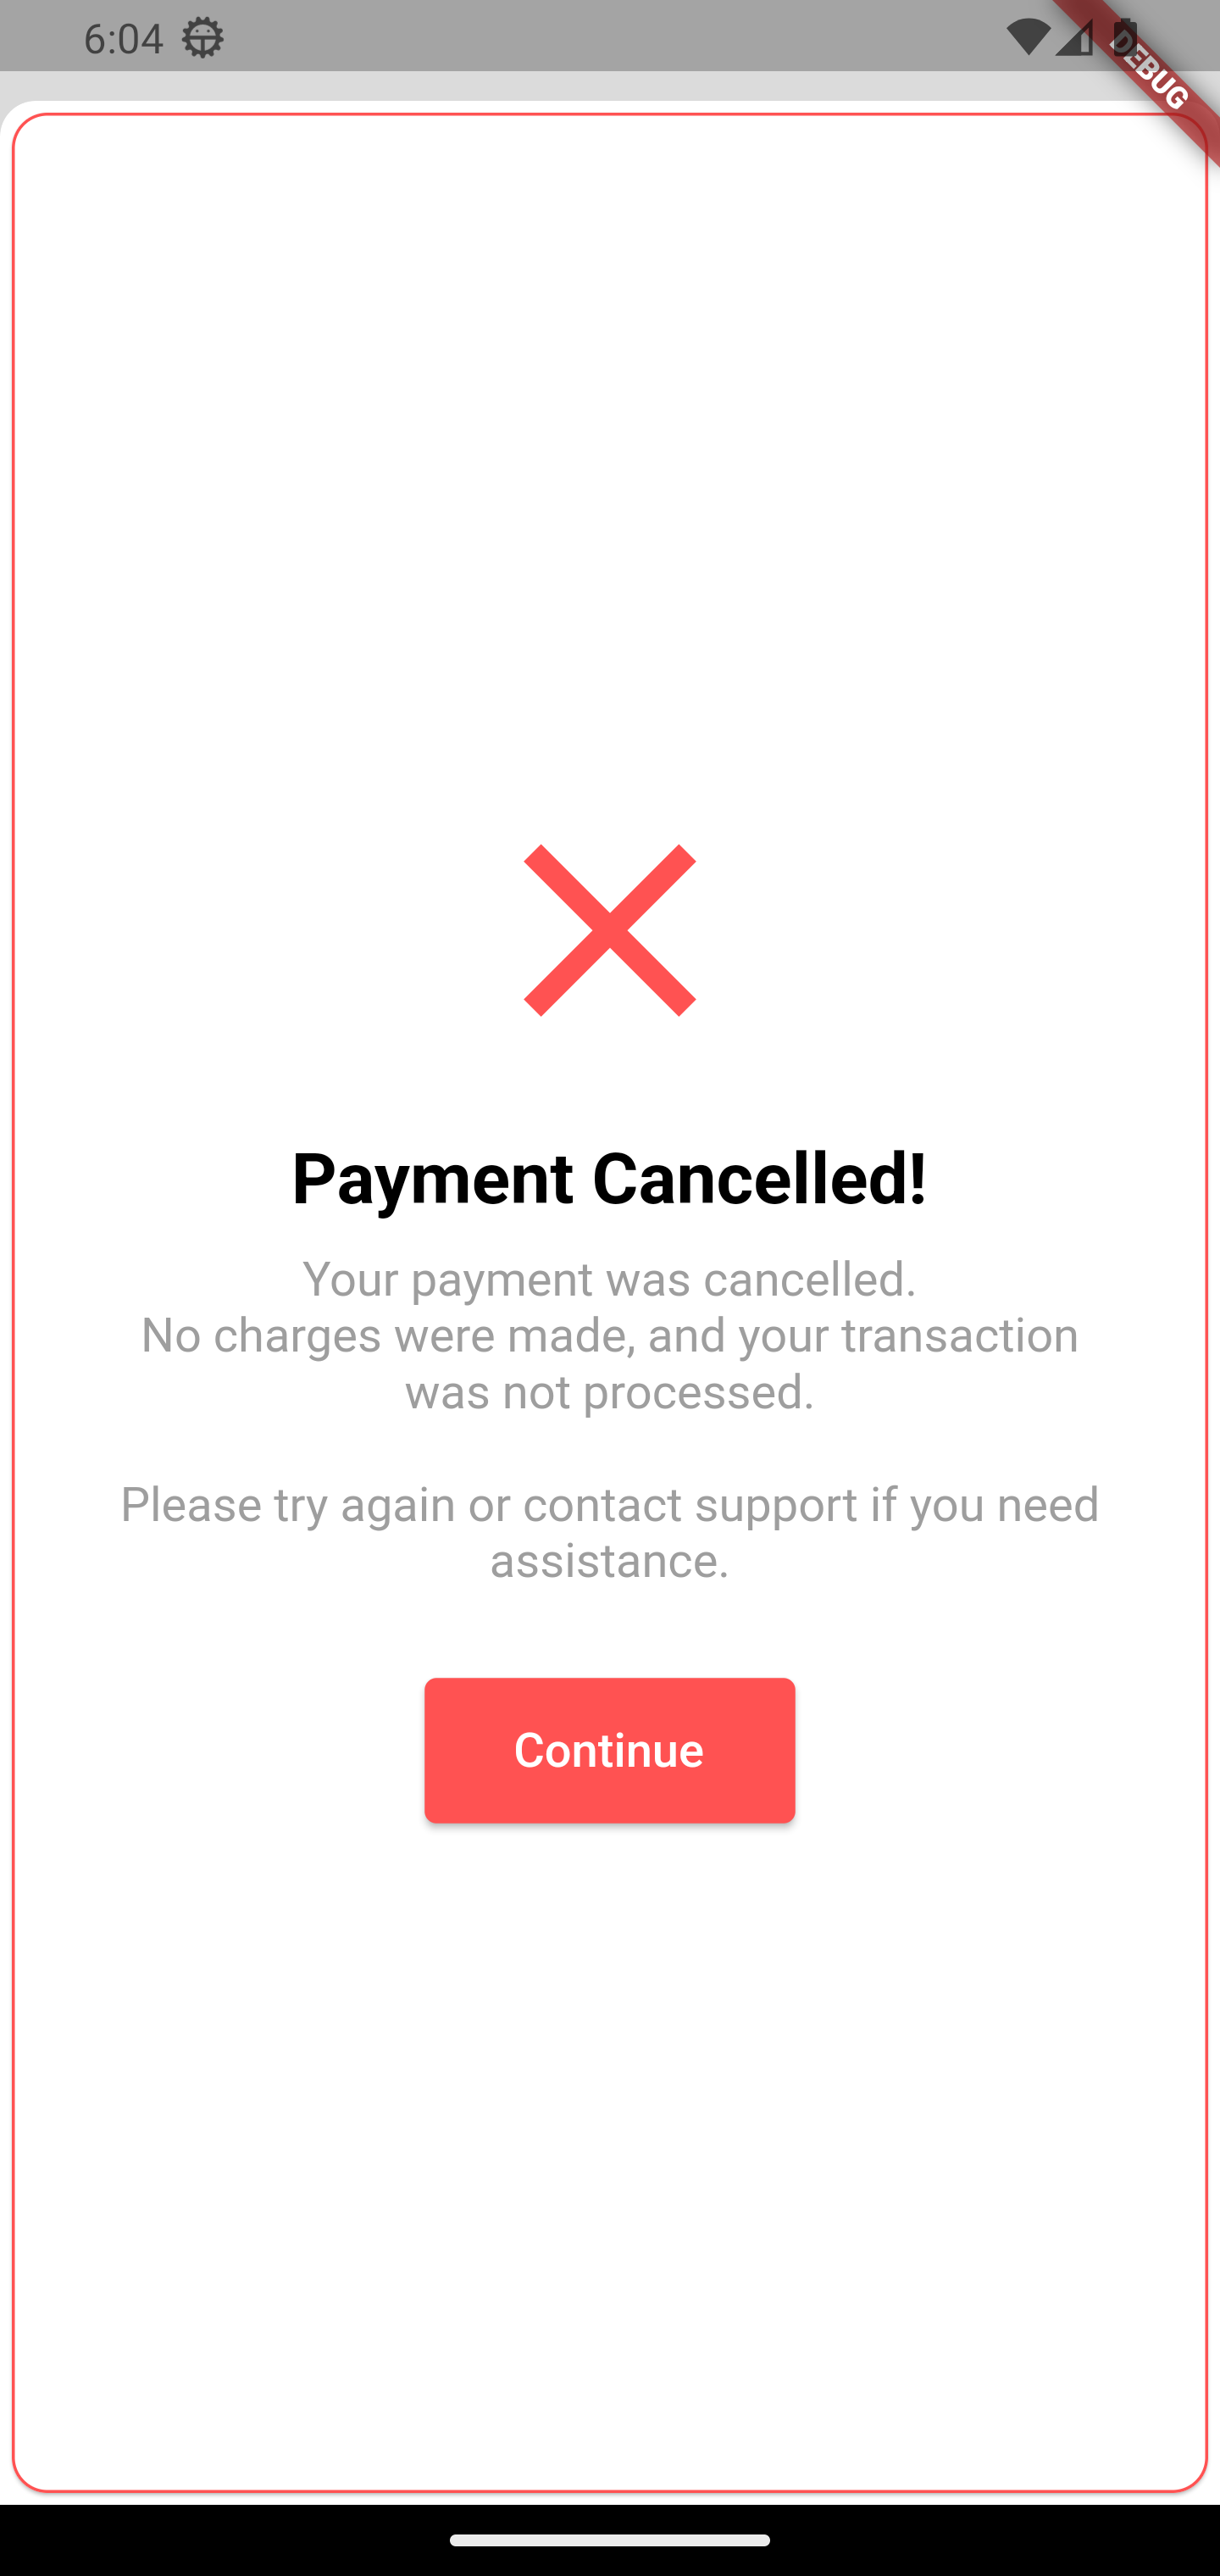 6:04
DEBUG
Payment Cancelled!
Your payment was cancelled.
No charges were made, and your transaction
was not processed.
Please try again or contact support if you need
assistance.
Continue